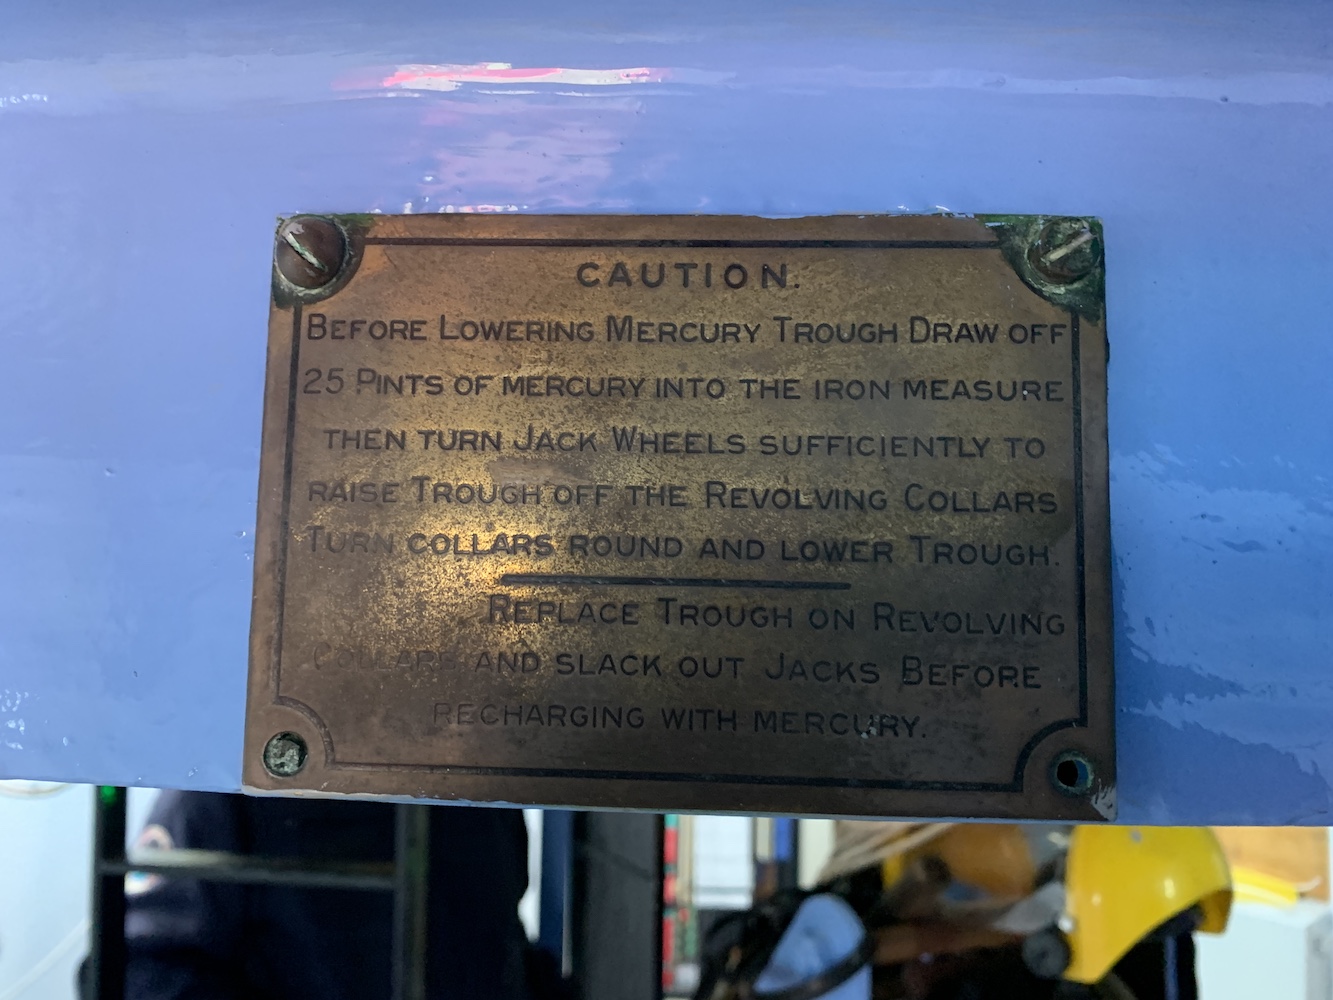 CAUTION.
BEFORE LOWERING MERCURY TROUGH DRAW OFF
25 PINTS OF MERCURY INTO THE IRON MEASURE
THEN TURN JACK WHEELS SUFFICIENTLY TO
RAISE TROUGH OFF THE REVOLVING COLLARS
TURN COLLARS ROUND AND LOWER TROUGH.
REPLACE TROUGH ON REVOLVING
COLLARS AND SLACK OUT JACKS BEFORE
RECHARGING WITH MERCURY.